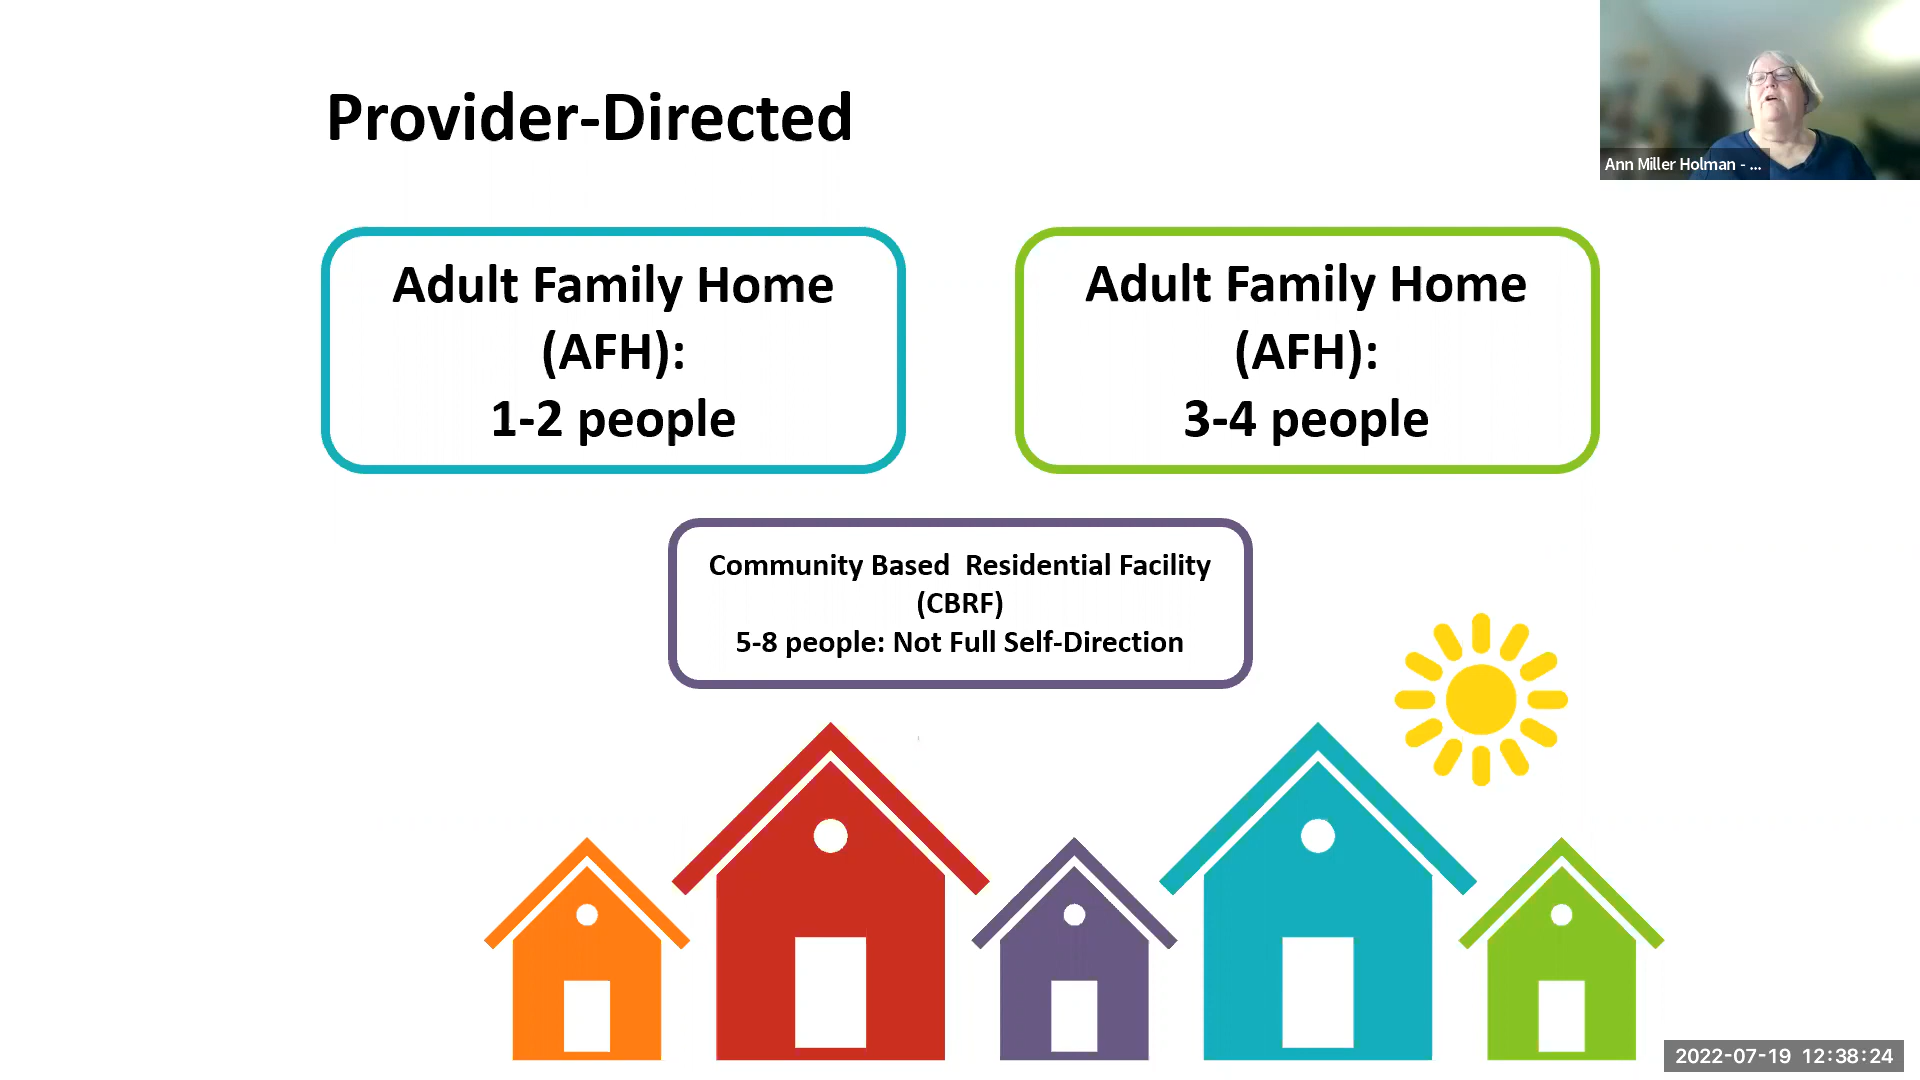 Provider-Directed
Ann Miller Holman - ...
Adult Family Home
(AFH):
1-2 people
Adult Family Home
(AFH):
3-4 people
Community Based  Residential Facility
(CBRF)
5-8 people: Not Full Self-Direction
2022-07-19 12:38:24